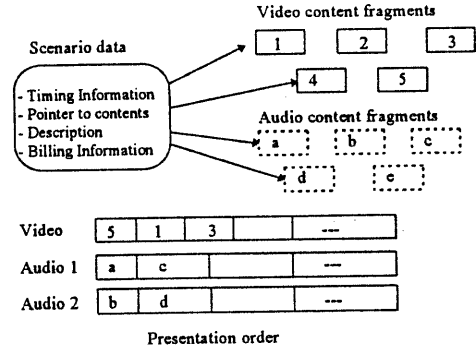 Video content fragments
Scenario data
1 2 3
4 5
- Timing Information
- Pointer to contents
- Description
- Billing Information
Audio content fragments
a b c
d e
Video 5 1 3 ---
Audio 1 a c ---
Audio 2 b d ---
Presentation order